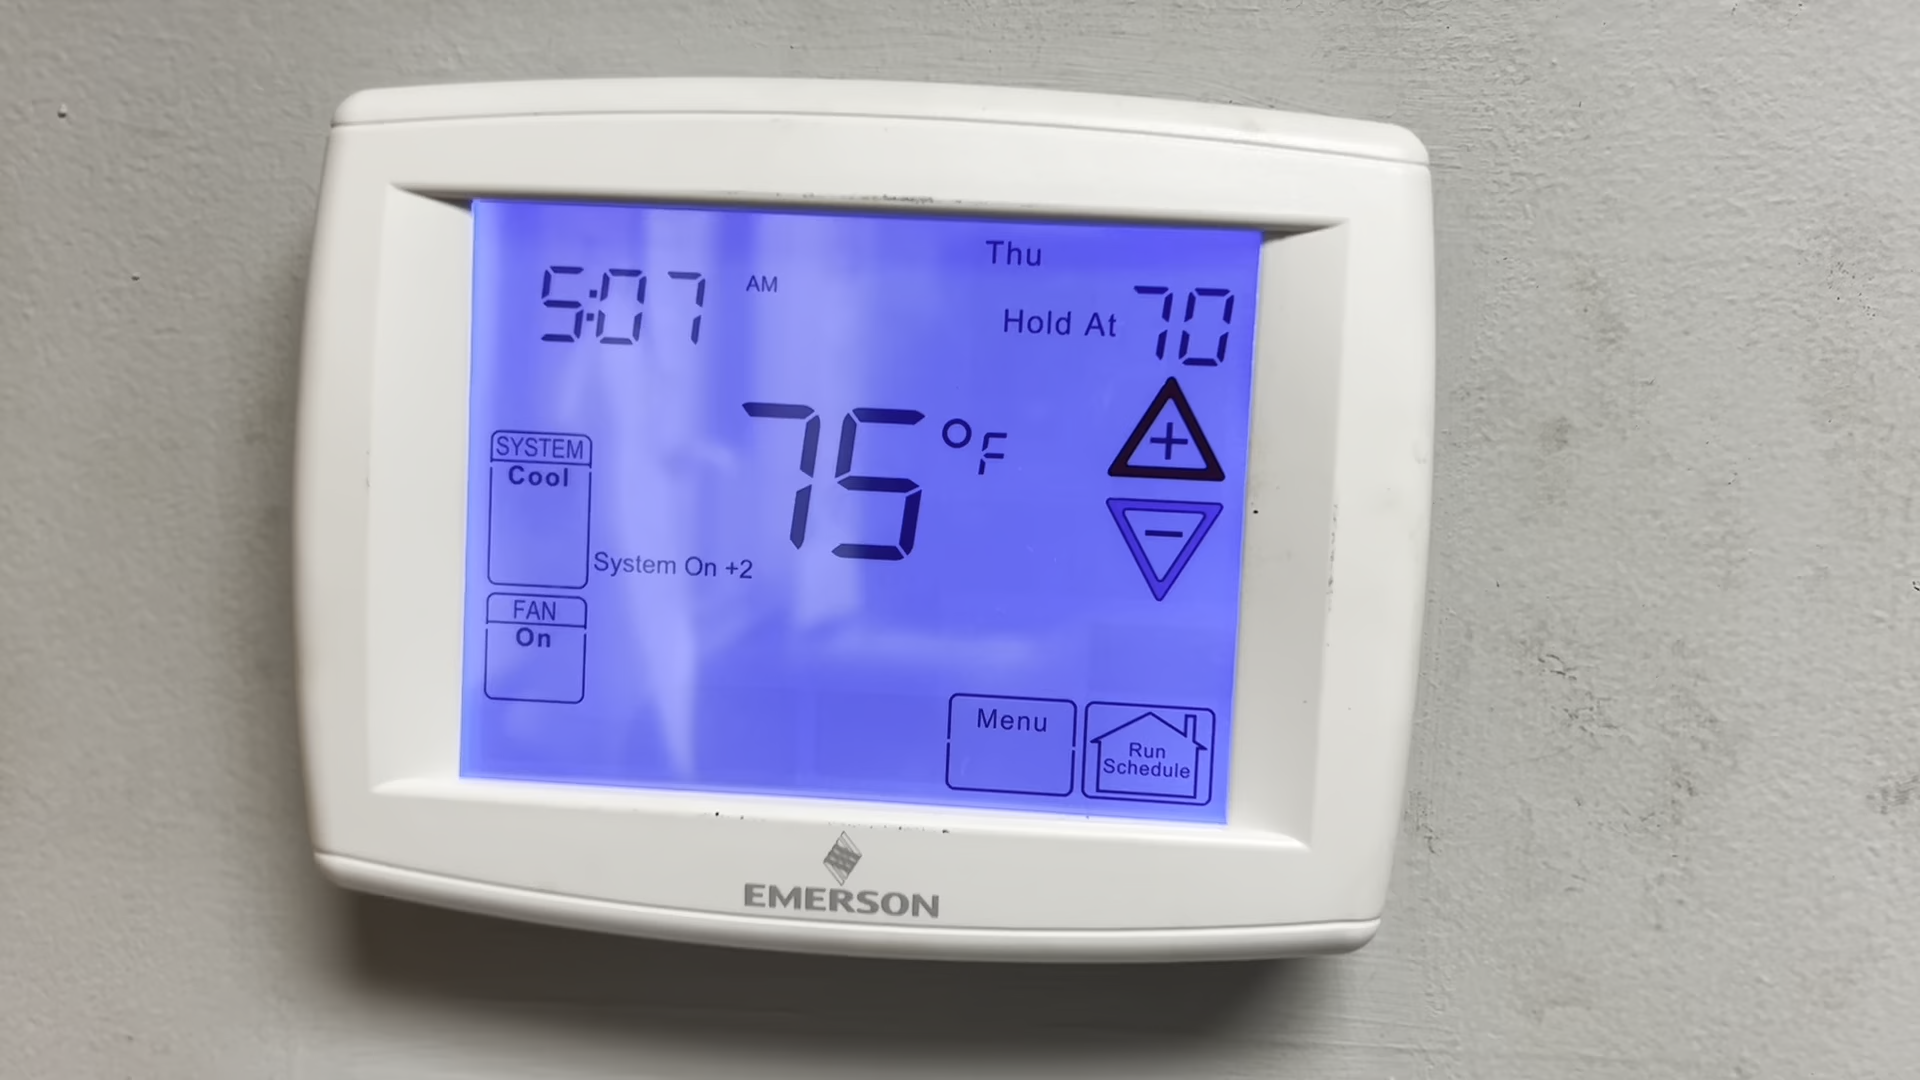 Thu
5:07 AM
Hold At 70
75 °F
+
SYSTEM
Cool
−
System On +2
FAN
On
Menu
Run
Schedule
EMERSON